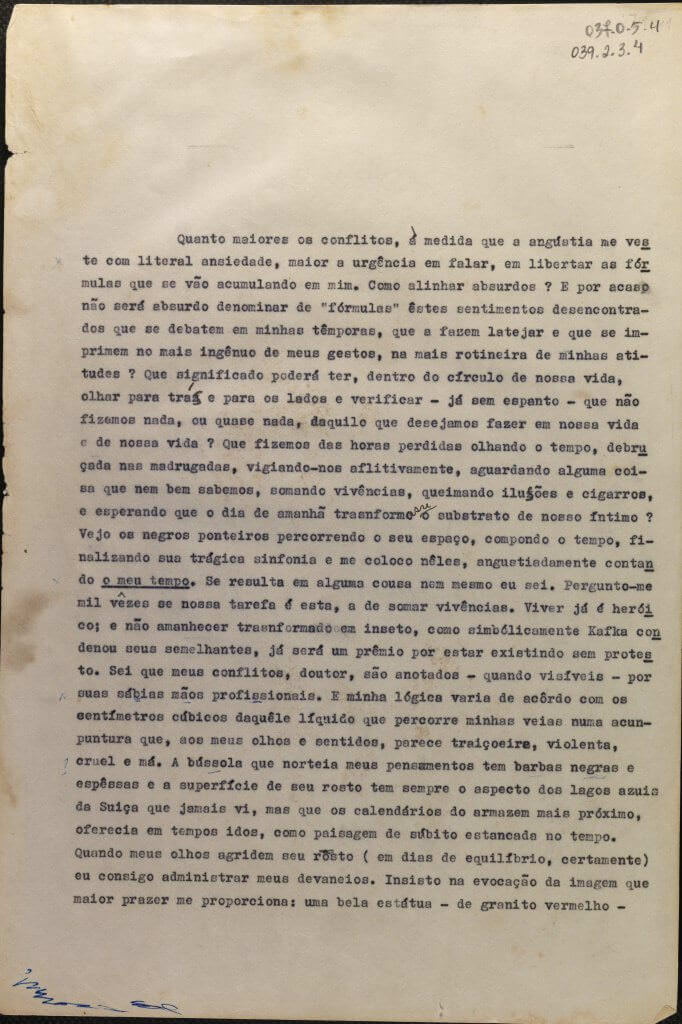 039.2.3.4
Quanto maiores os conflitos, à medida que a angústia me ves
te com literal ansiedade, maior a urgência em falar, em libertar as fór
mulas que se vão acumulando em mim. Como alinhar absurdos ? E por acaso
não será absurdo denominar de "fórmulas" êstes sentimentos desencontra-
dos que se debatem em minhas têmporas, que a fazem latejar e que se im-
primem no mais ingênuo de meus gestos, na mais rotineira de minhas ati-
tudes ? Que significado poderá ter, dentro do círculo de nossa vida,
olhar para trás e para os lados e verificar - já sem espanto - que não
fizemos nada, ou quase nada, daquilo que desejamos fazer em nossa vida
e de nossa vida ? Que fizemos das horas perdidas olhando o tempo, debru
çada nas madrugadas, vigiando-nos aflitivamente, aguardando alguma coi-
sa que nem bem sabemos, somando vivências, queimando ilusões e cigarros,
e esperando que o dia de amanhã trasnformasse o substrato de nosso íntimo ?
Vejo os negros ponteiros percorrendo o seu espaço, compondo o tempo, fi-
nalizando sua trágica sinfonia e me coloco nêles, angustiadamente contan
do o meu tempo. Se resulta em alguma cousa nem mesmo eu sei. Pergunto-me
mil vêzes se nossa tarefa é esta, a de somar vivências. Viver já é herói
co; e não amanhecer trasnformado em inseto, como simbólicamente Kafka con
denou seus semelhantes, já será um prêmio por estar existindo sem protes
to. Sei que meus conflitos, doutor, são anotados - quando visíveis - por
suas sábias mãos profissionais. E minha lógica varia de acôrdo com os
centímetros cúbicos daquêle líquido que percorre minhas veias numa acun-
puntura que, aos meus olhos e sentidos, parece traiçoeira, violenta,
cruel e má. A bússola que norteia meus pensamentos tem barbas negras e
espêssas e a superfície de seu rosto tem sempre o aspecto dos lagos azuis
da Suiça que jamais vi, mas que os calendários do armazem mais próximo,
oferecia em tempos idos, como paisagem de súbito estancada no tempo.
Quando meus olhos agridem seu rosto ( em dias de equilíbrio, certamente)
eu consigo administrar meus devaneios. Insisto na evocação da imagem que
maior prazer me proporciona: uma bela estátua - de granito vermelho -